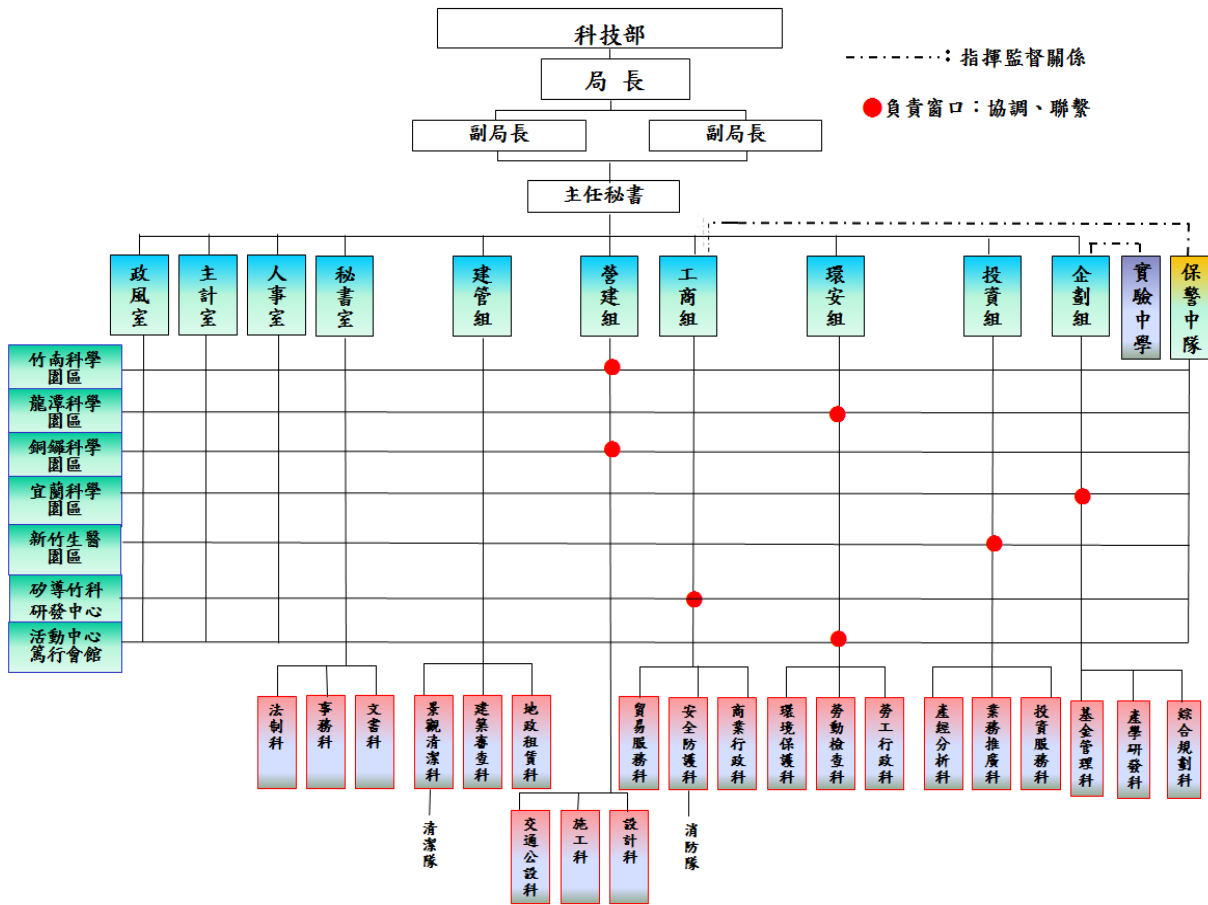 科技部
局 長
副局長
副局長
主任秘書
-·-·-·-：指揮監督關係
●負責窗口：協調、聯繫
政風室
主計室
人事室
秘書室
建管組
營建組
工商組
環安組
投資組
企劃組
實驗中學
保警中隊
竹南科學
園區
龍潭科學
園區
銅鑼科學
園區
宜蘭科學
園區
新竹生醫
園區
矽導竹科
研發中心
活動中心
篤行會館
法制科
事務科
文書科
景觀清潔科
建築審查科
地政租賃科
貿易服務科
安全防護科
商業行政科
環境保護科
勞動檢查科
勞工行政科
產經分析科
業務推廣科
投資服務科
基金管理科
產學研發科
綜合規劃科
清潔隊
交通公設科
施工科
設計科
消防隊